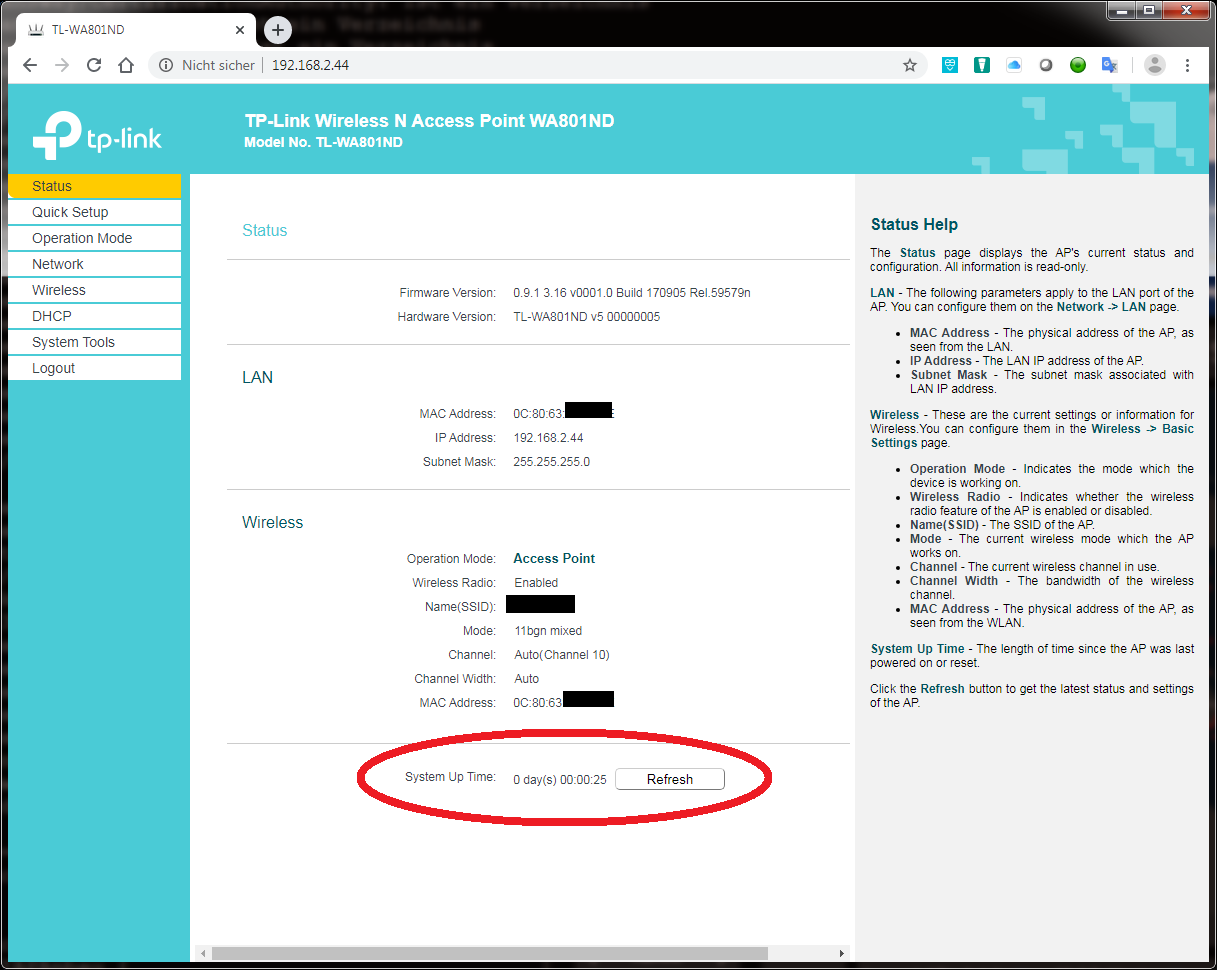 TL-WA801ND
Nicht sicher
192.168.2.44
tp-link
TP-Link Wireless N Access Point WA801ND
Model No. TL-WA801ND
Status
Quick Setup
Operation Mode
Network
Wireless
DHCP
System Tools
Logout
Status
Firmware Version: 0.9.1 3.16 v0001.0 Build 170905 Rel.59579n
Hardware Version: TL-WA801ND v5 00000005
LAN
MAC Address: 0C:80:63:
IP Address: 192.168.2.44
Subnet Mask: 255.255.255.0
Wireless
Operation Mode: Access Point
Wireless Radio: Enabled
Name(SSID):
Mode: 11bgn mixed
Channel: Auto(Channel 10)
Channel Width: Auto
MAC Address: 0C:80:63
System Up Time: 0 day(s) 00:00:25 Refresh
Status Help
The Status page displays the AP's current status and
configuration. All information is read-only.
LAN - The following parameters apply to the LAN port of the
AP. You can configure them on the Network -> LAN page.
• MAC Address - The physical address of the AP, as
seen from the LAN.
• IP Address - The LAN IP address of the AP.
• Subnet Mask - The subnet mask associated with
LAN IP address.
Wireless - These are the current settings or information for
Wireless.You can configure them in the Wireless -> Basic
Settings page.
• Operation Mode - Indicates the mode which the
device is working on.
• Wireless Radio - Indicates whether the wireless
radio feature of the AP is enabled or disabled.
• Name(SSID) - The SSID of the AP.
• Mode - The current wireless mode which the AP
works on.
• Channel - The current wireless channel in use.
• Channel Width - The bandwidth of the wireless
channel.
• MAC Address - The physical address of the AP, as
seen from the WLAN.
System Up Time - The length of time since the AP was last
powered on or reset.
Click the Refresh button to get the latest status and settings
of the AP.